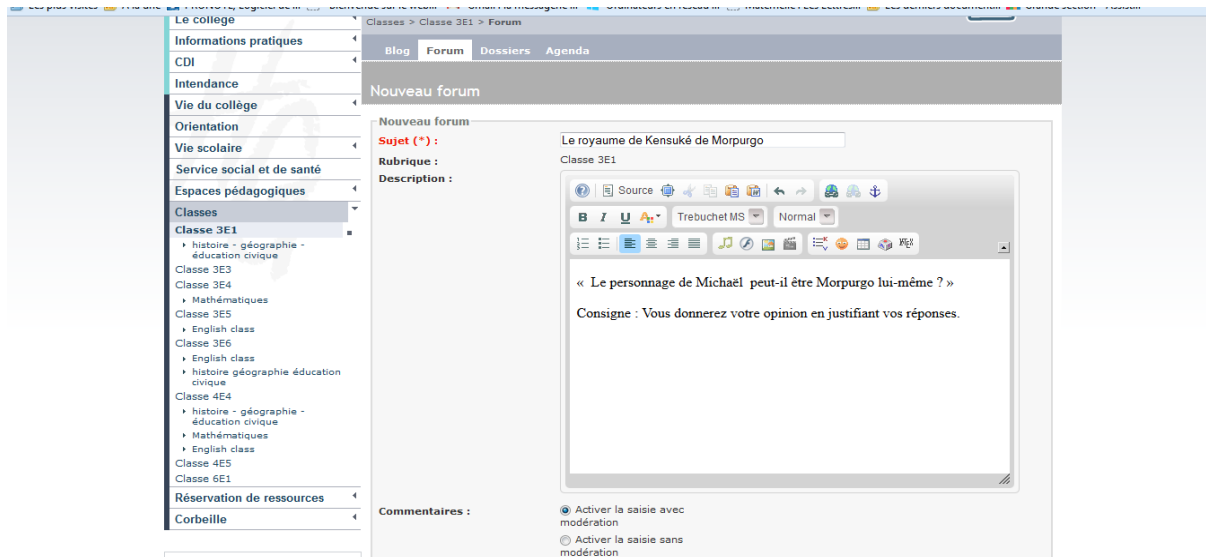 Le collège
Informations pratiques
CDI
Intendance
Vie du collège
Orientation
Vie scolaire
Service social et de santé
Espaces pédagogiques
Classes
Classe 3E1
histoire - géographie -
éducation civique
Classe 3E3
Classe 3E4
Mathématiques
Classe 3E5
English class
Classe 3E6
English class
histoire géographie éducation
civique
Classe 4E4
histoire - géographie -
éducation civique
Mathématiques
English class
Classe 4E5
Classe 6E1
Réservation de ressources
Corbeille
Classes > Classe 3E1 > Forum
Blog Forum Dossiers Agenda
Nouveau forum
Nouveau forum
Sujet (*) : Le royaume de Kensuké de Morpurgo
Rubrique : Classe 3E1
Description :
Source
B I U A Trebuchet MS Normal
« Le personnage de Michaël peut-il être Morpurgo lui-même ? »
Consigne : Vous donnerez votre opinion en justifiant vos réponses.
Commentaires : Activer la saisie avec
modération
Activer la saisie sans
modération